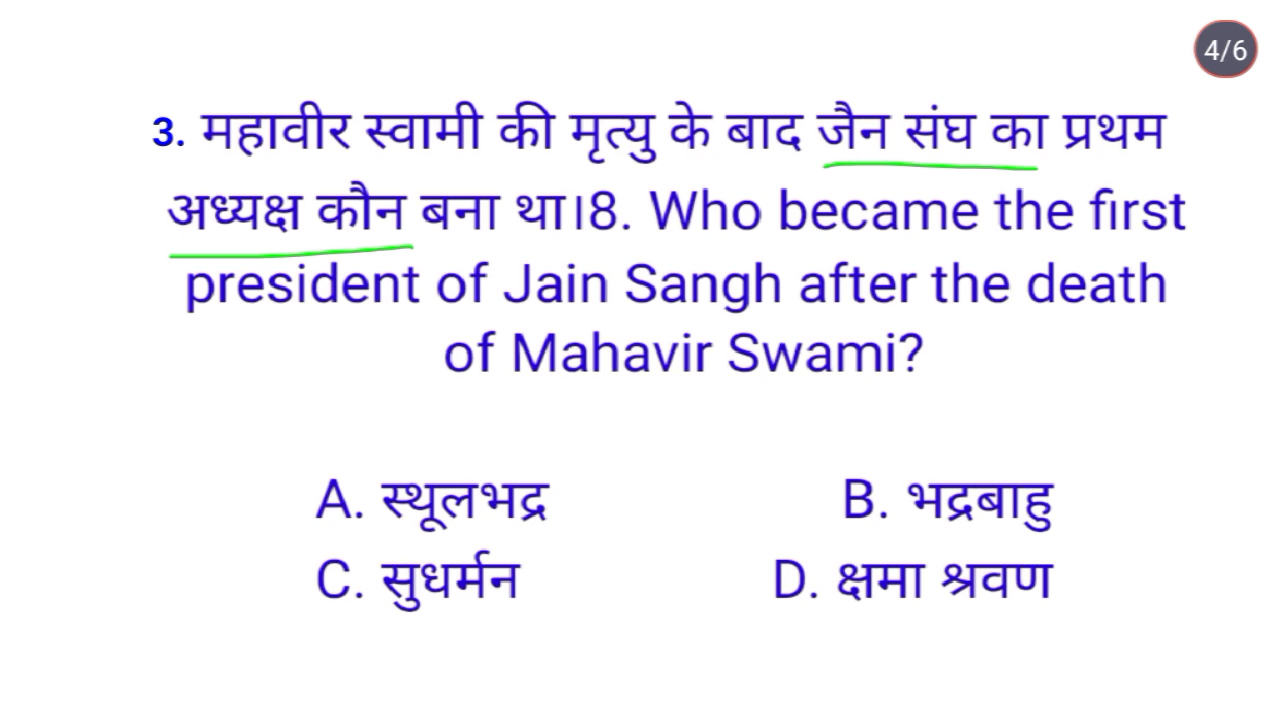 4/6
3. महावीर स्वामी की मृत्यु के बाद जैन संघ का प्रथम
अध्यक्ष कौन बना था।8. Who became the first
president of Jain Sangh after the death
of Mahavir Swami?
A. स्थूलभद्र B. भद्रबाहु
C. सुधर्मन D. क्षमा श्रवण